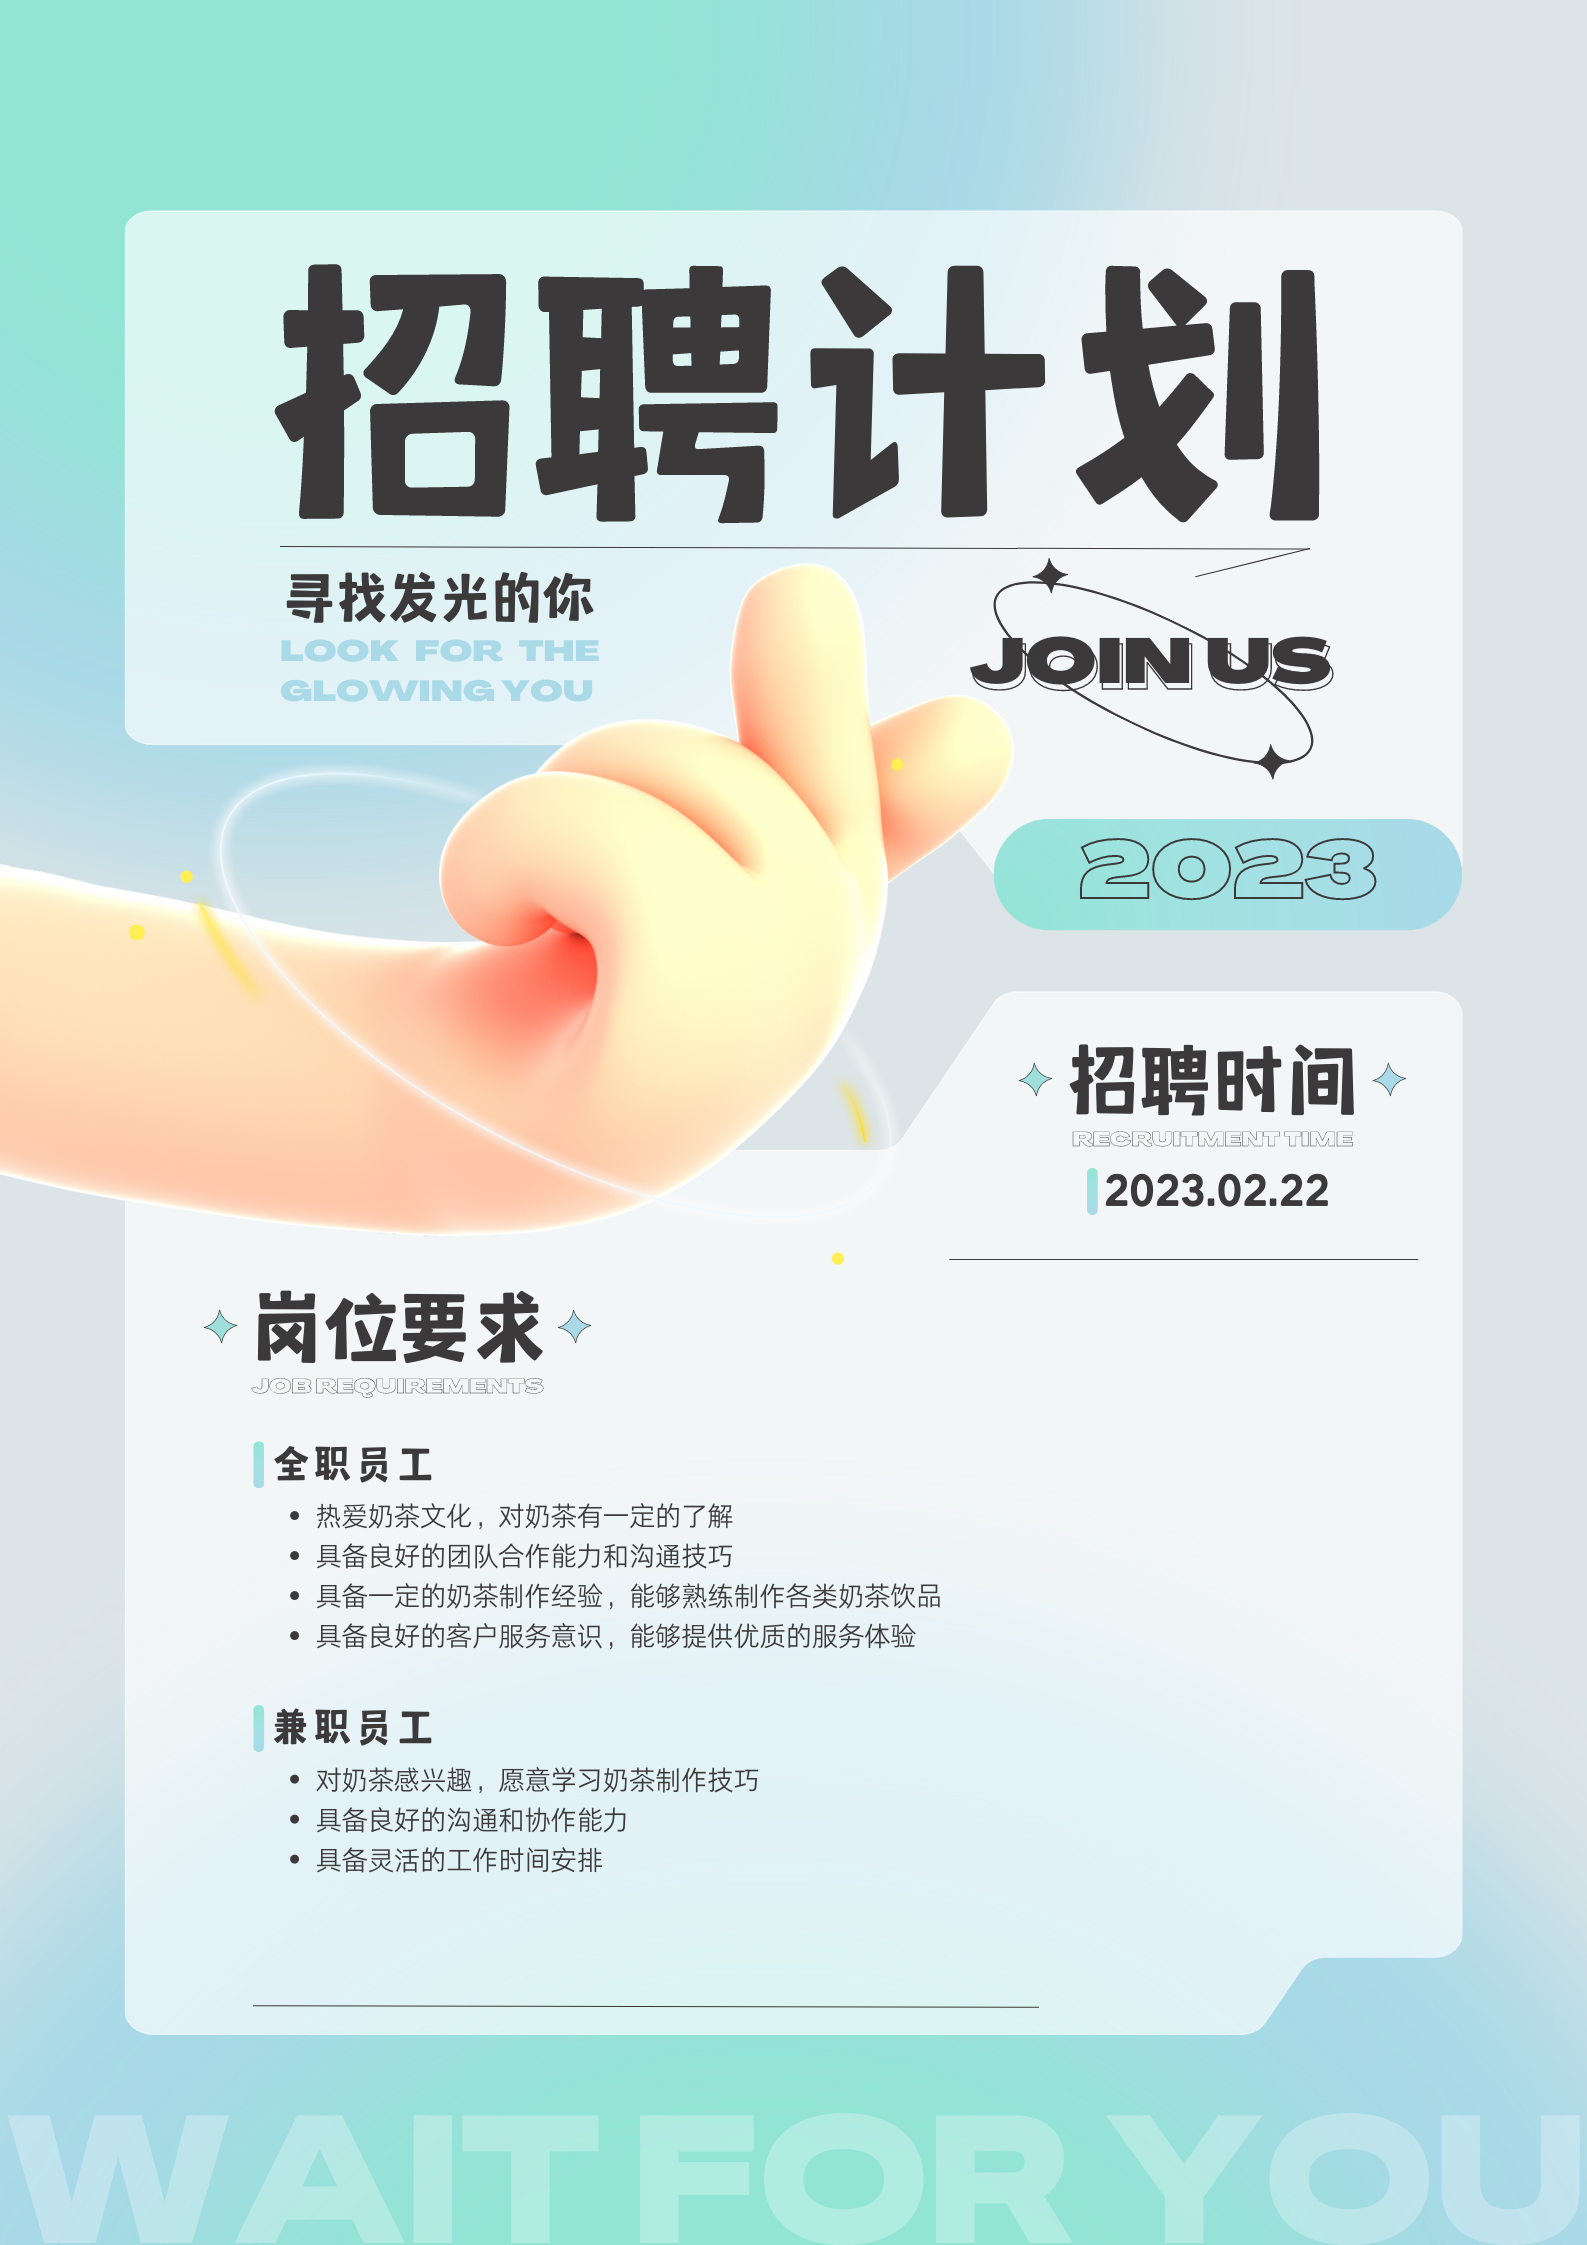 招聘计划
寻找发光的你
LOOK FOR THE
GLOWING YOU
JOIN US
2023
招聘时间
RECRUITMENT TIME
2023.02.22
岗位要求
JOB REQUIREMENTS
全职员工
• 热爱奶茶文化，对奶茶有一定的了解
• 具备良好的团队合作能力和沟通技巧
• 具备一定的奶茶制作经验，能够熟练制作各类奶茶饮品
• 具备良好的客户服务意识，能够提供优质的服务体验
兼职员工
• 对奶茶感兴趣，愿意学习奶茶制作技巧
• 具备良好的沟通和协作能力
• 具备灵活的工作时间安排
WAIT FOR YOU